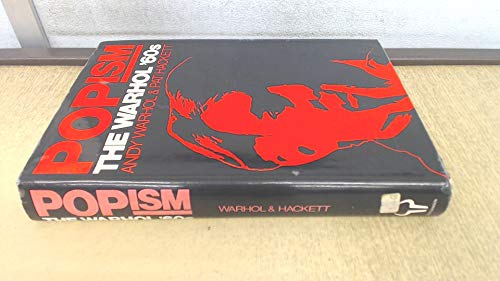 POPISM
THE WARHOL '60s
ANDY WARHOL & PAT HACKETT
POPISM
THE WARHOL '60s
WARHOL & HACKETT